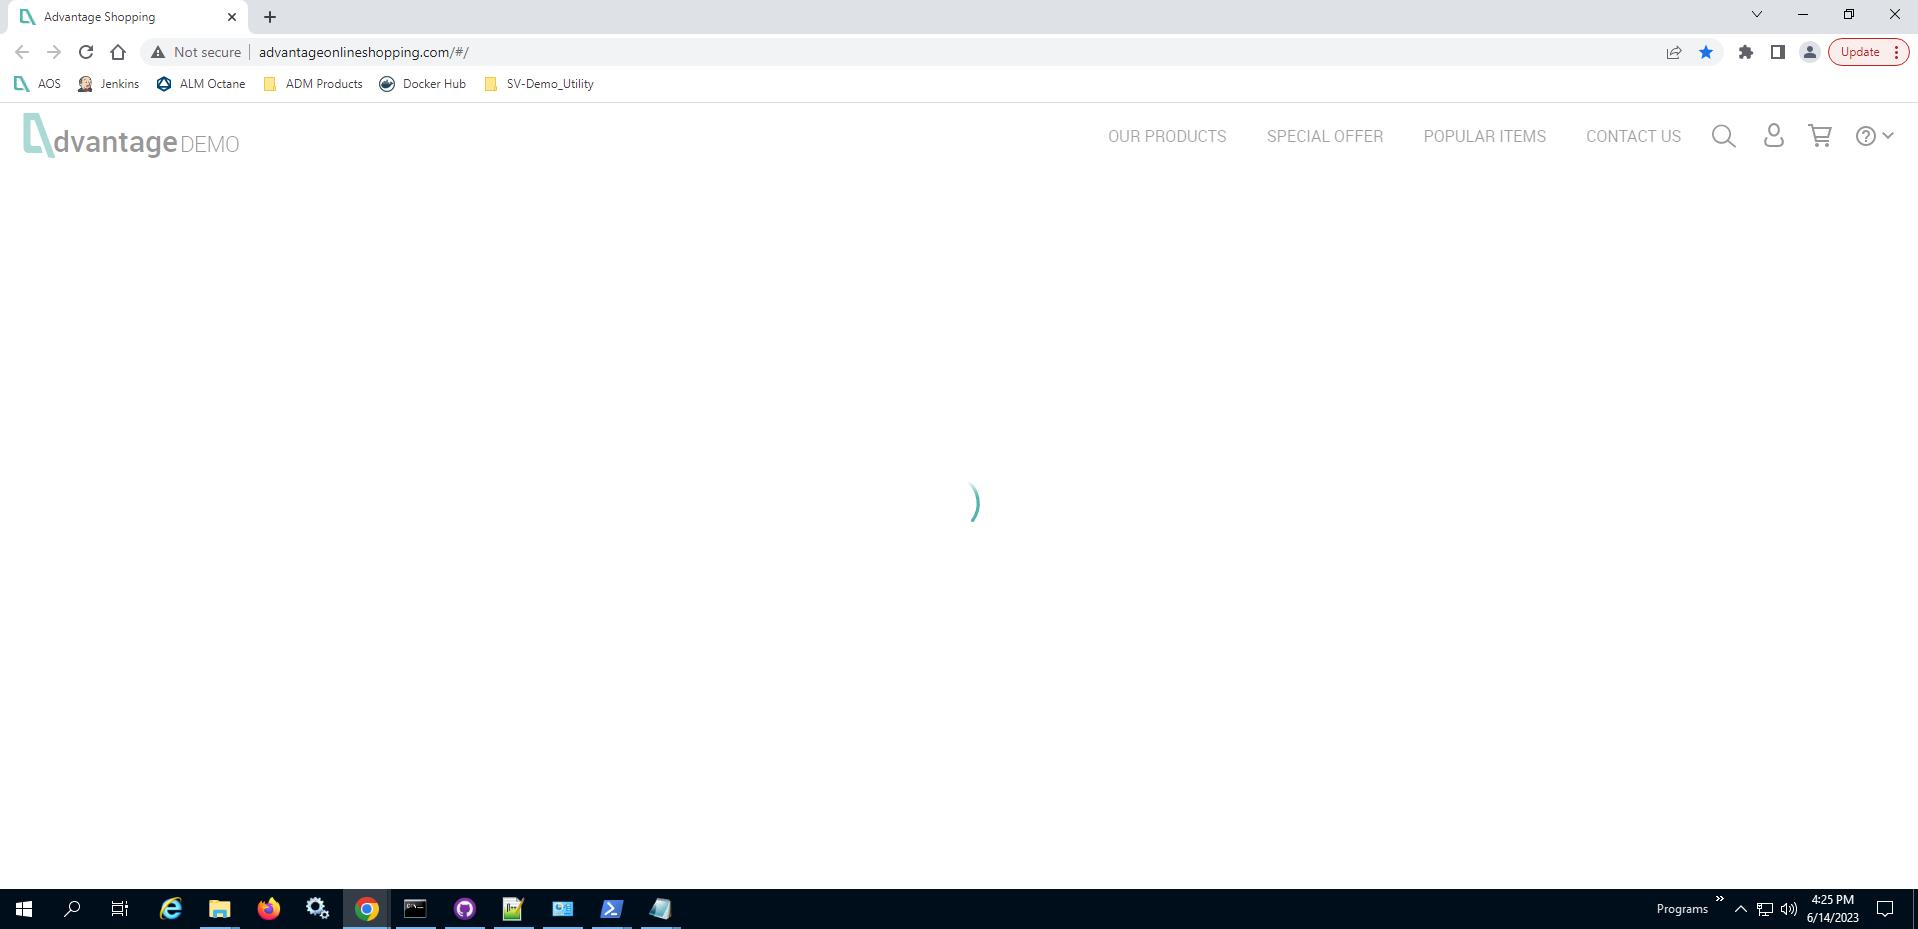 Advantage Shopping
Not secure advantageonlineshopping.com/#/
Update
AOS Jenkins ALM Octane ADM Products Docker Hub SV-Demo_Utility
dvantage DEMO
OUR PRODUCTS SPECIAL OFFER POPULAR ITEMS CONTACT US
Programs
4:25 PM
6/14/2023